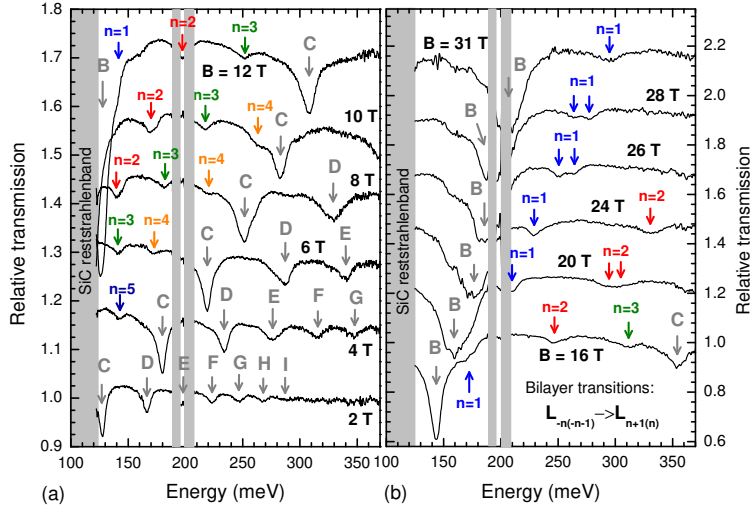 Relative transmission
1.8
1.7
1.6
1.5
1.4
1.3
1.2
1.1
1.0
0.9
SiC reststrahlenband
n=1
n=2
n=3
C
B
B = 12 T
n=2
n=3
n=4
C
10 T
n=2
n=3
n=4
C
D
8 T
n=3
n=4
C
D
E
6 T
n=5
C
D
E
F
G
4 T
C
D
E
F
G
H
I
2 T
100 150 200 250 300 350
Energy (meV)
(a)
B = 31 T
B
n=1
28 T
B
n=1
26 T
B
n=1
24 T
B
n=1
n=2
20 T
B
n=1
n=2
B = 16 T
B
n=1
n=2
n=3
C
Bilayer transitions:
L-n(-n-1)->Ln+1(n)
SiC reststrahlenband
100 150 200 250 300 350
Energy (meV)
(b)
2.2
2.0
1.8
1.6
1.4
1.2
1.0
0.8
0.6
Relative transmission